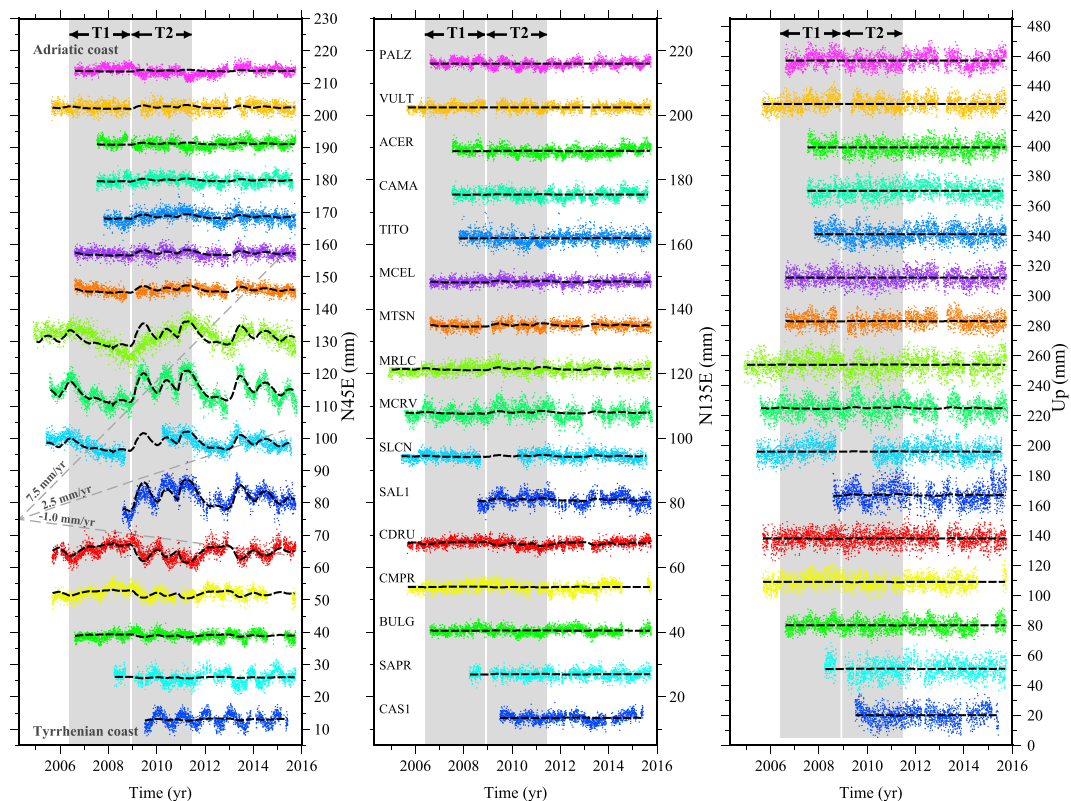 T1 T2
Adriatic coast
7.5 mm/yr
2.5 mm/yr
-1.0 mm/yr
Tyrrhenian coast
230
220
210
200
190
180
170
160
150
140
130
120
110
100
90
80
70
60
50
40
30
20
10
N45E (mm)
2006 2008 2010 2012 2014 2016
Time (yr)
T1 T2
PALZ
VULT
ACER
CAMA
TITO
MCEL
MTSN
MRLC
MCRV
SLCN
SAL1
CDRU
CMPR
BULG
SAPR
CAS1
220
200
180
160
140
120
100
80
60
40
20
N135E (mm)
2006 2008 2010 2012 2014 2016
Time (yr)
T1 T2
480
460
440
420
400
380
360
340
320
310
300
290
280
270
260
250
240
230
220
210
200
180
160
140
120
100
80
60
40
20
0
Up (mm)
2006 2008 2010 2012 2014 2016
Time (yr)